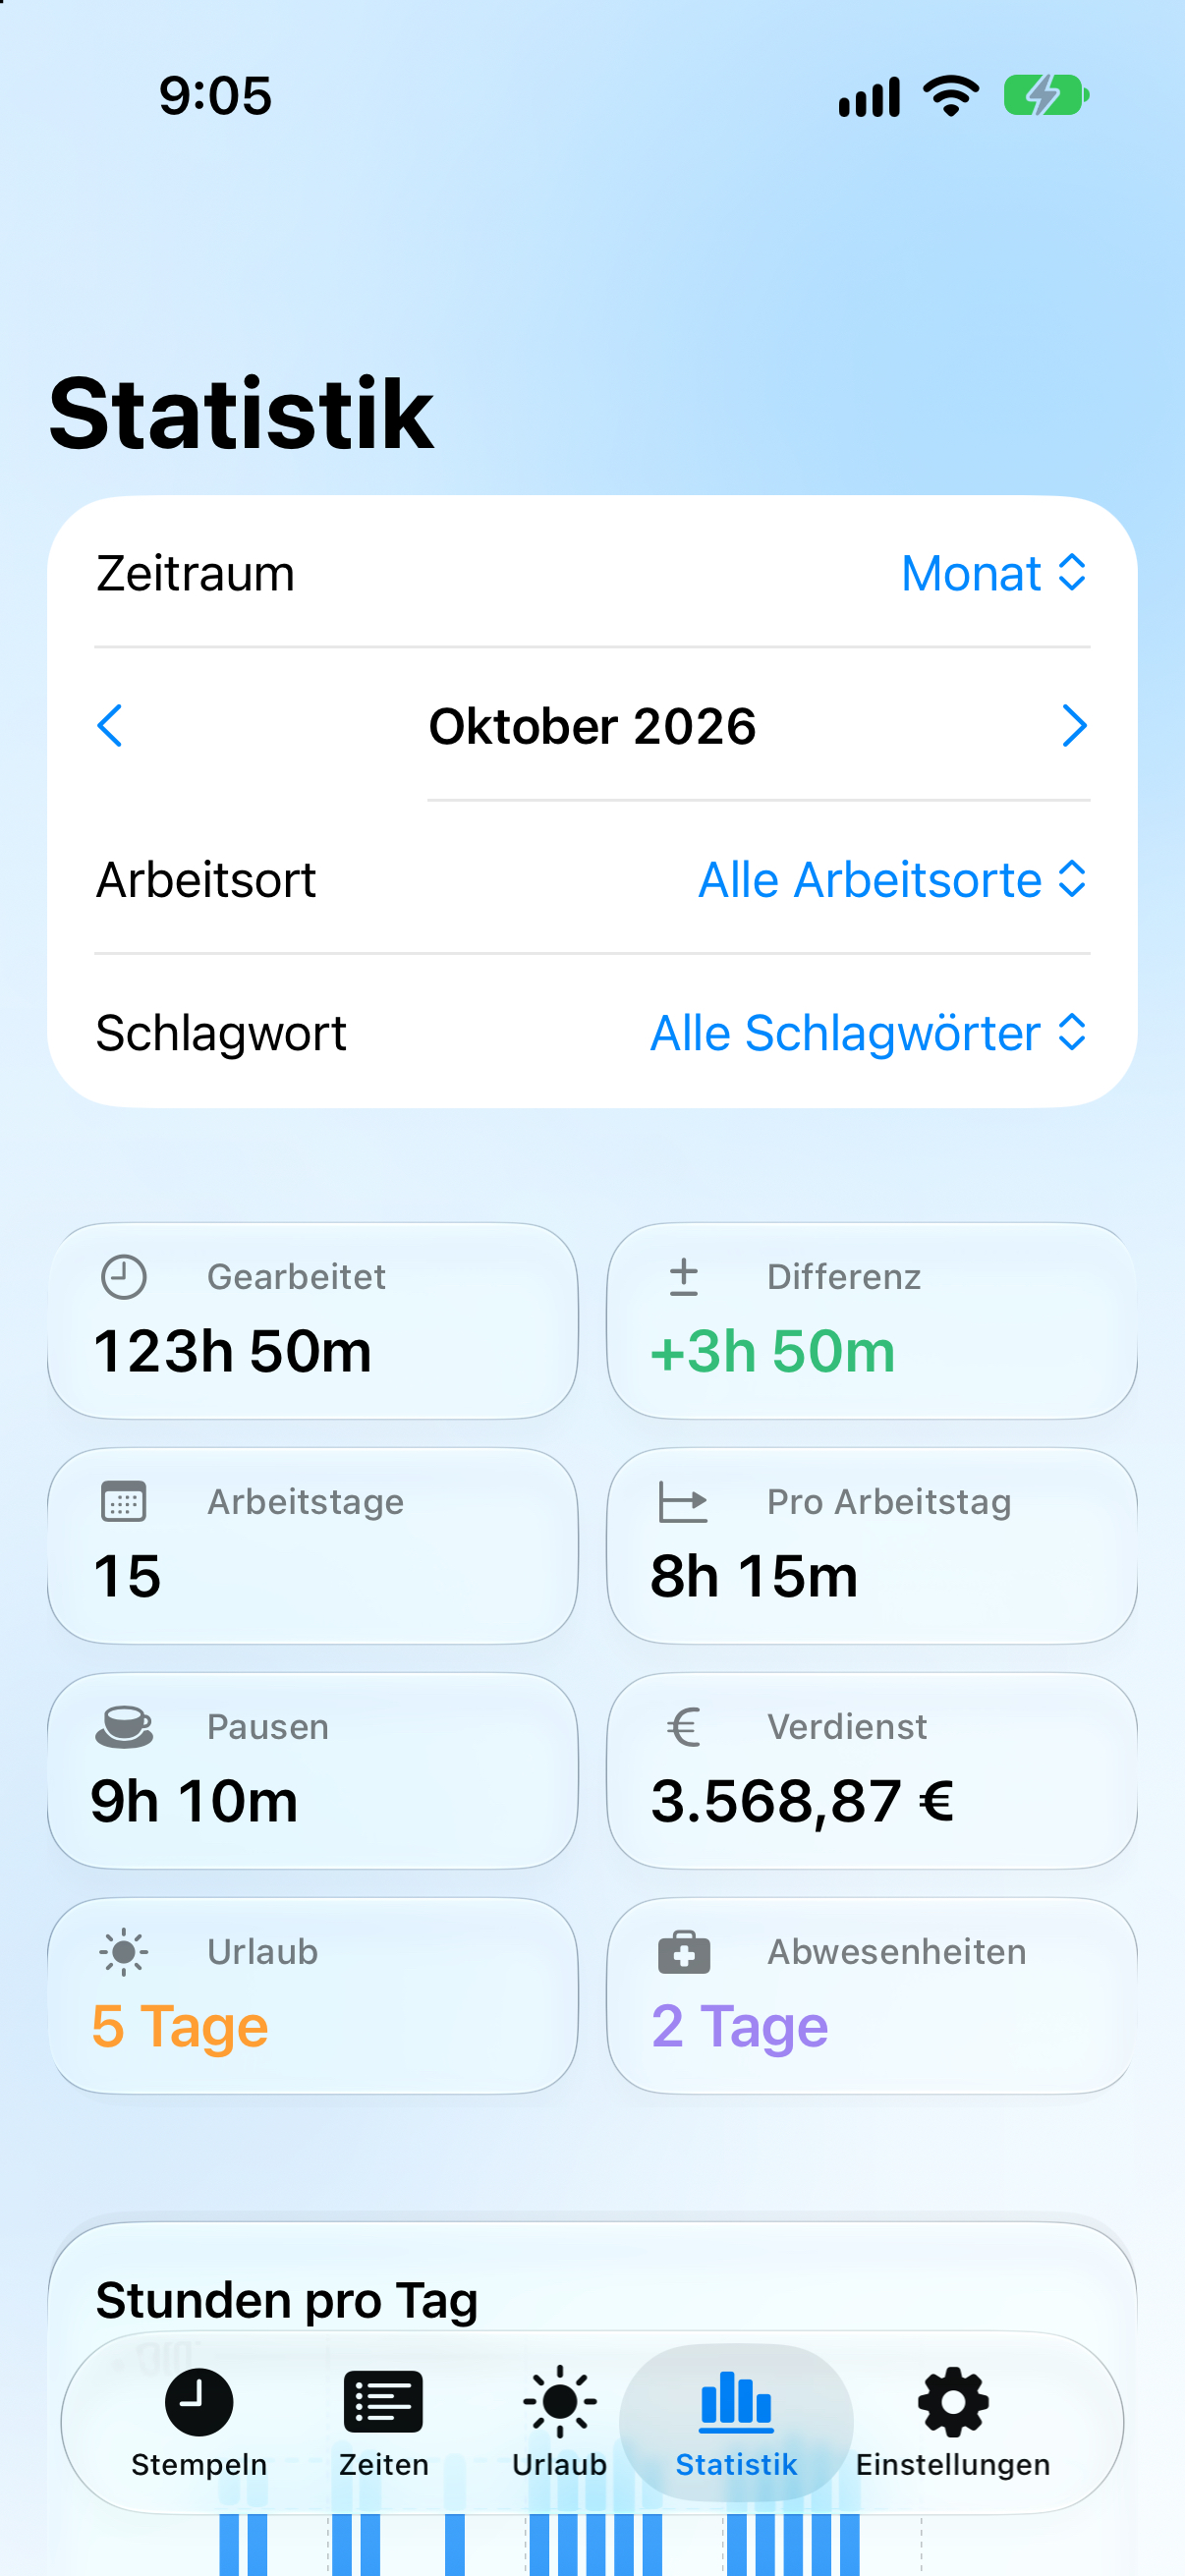 9:05
Statistik
Zeitraum Monat
Oktober 2026
Arbeitsort Alle Arbeitsorte
Schlagwort Alle Schlagwörter
Gearbeitet
123h 50m
Differenz
+3h 50m
Arbeitstage
15
Pro Arbeitstag
8h 15m
Pausen
9h 10m
Verdienst
3.568,87 €
Urlaub
5 Tage
Abwesenheiten
2 Tage
Stunden pro Tag
Stempeln Zeiten Urlaub Statistik Einstellungen